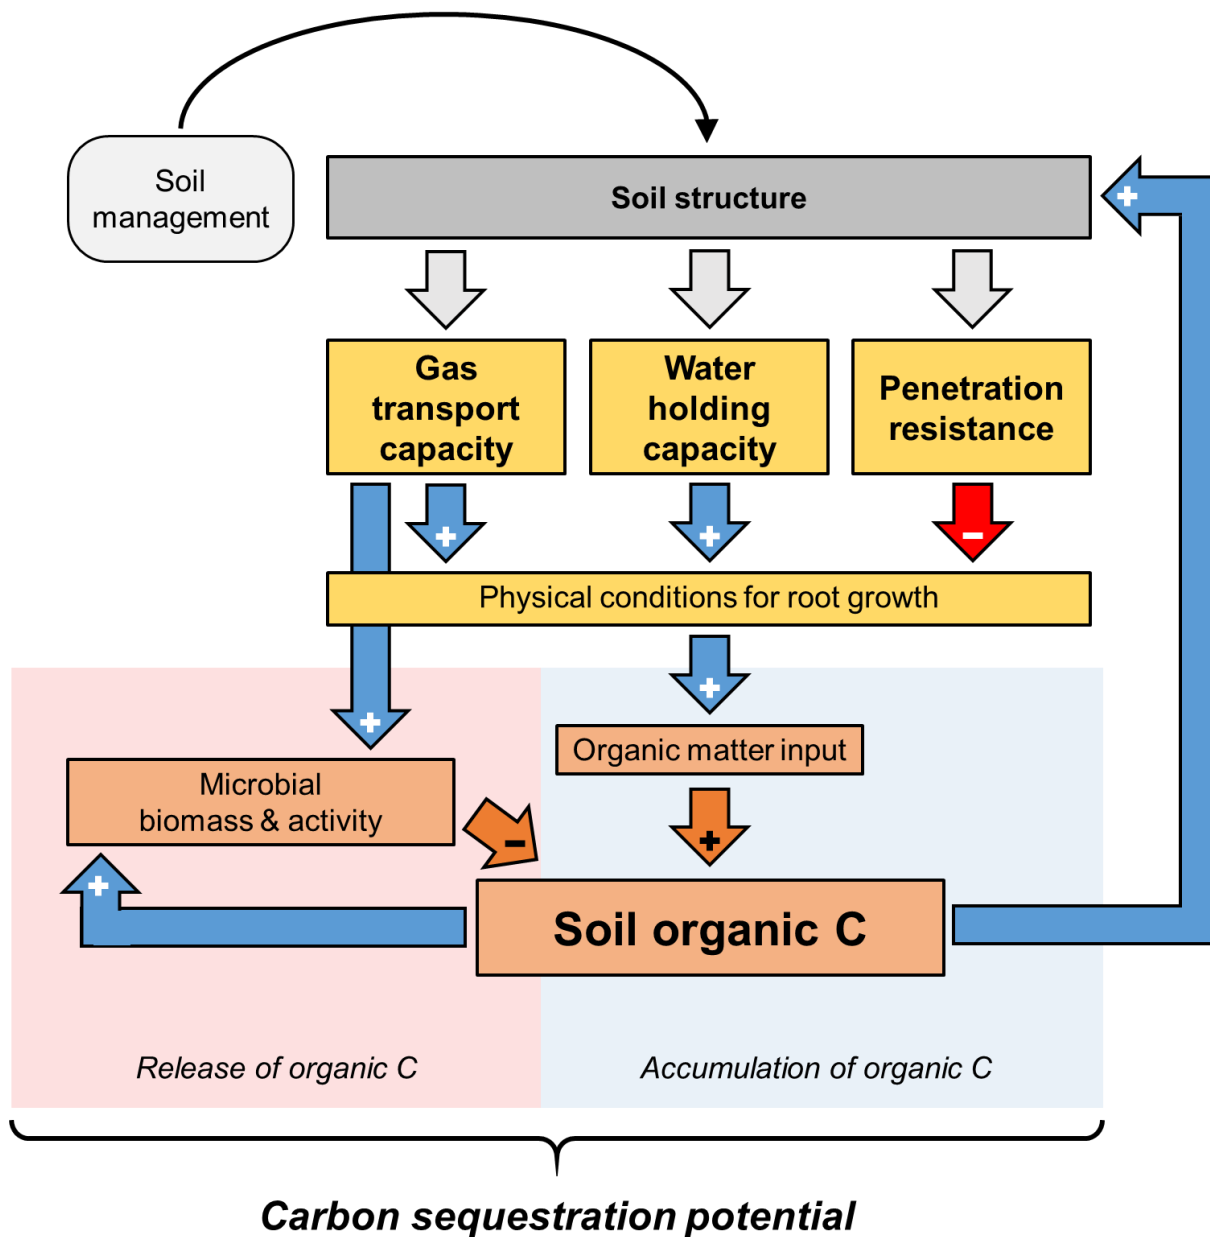 Soil
management
Soil structure
+
Gas
transport
capacity
Water
holding
capacity
Penetration
resistance
+
+
-
Physical conditions for root growth
+
+
Organic matter input
Microbial
biomass & activity
-
+
+
Soil organic C
Release of organic C
Accumulation of organic C
Carbon sequestration potential